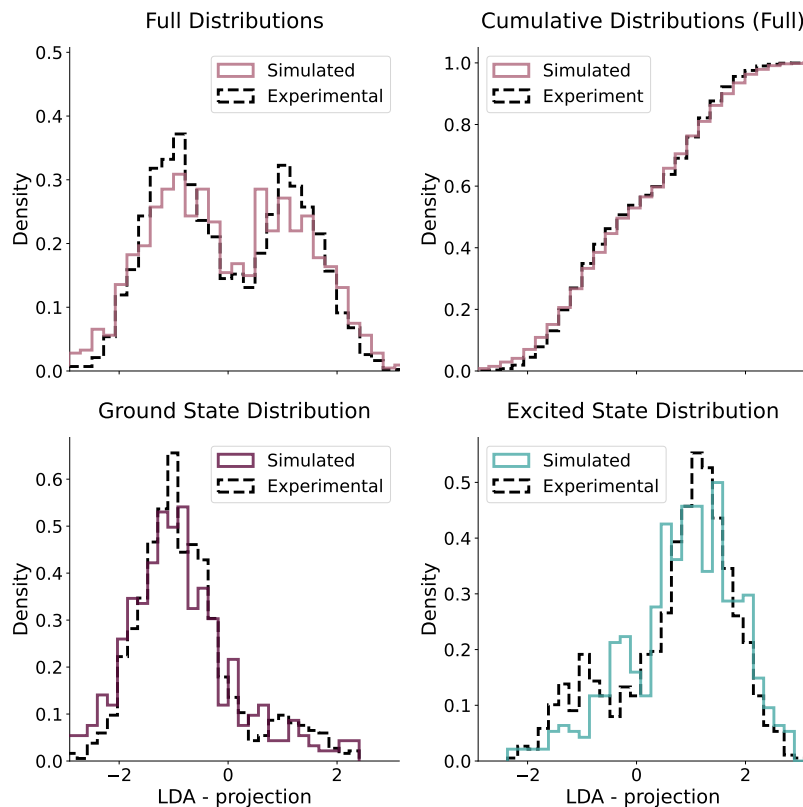 Full Distributions
Density
0.5
0.4
0.3
0.2
0.1
0.0
Simulated
Experimental
Cumulative Distributions (Full)
Density
1.0
0.8
0.6
0.4
0.2
0.0
Simulated
Experiment
Ground State Distribution
Density
0.6
0.5
0.4
0.3
0.2
0.1
0.0
Simulated
Experimental
−2 0 2
LDA - projection
Excited State Distribution
Density
0.5
0.4
0.3
0.2
0.1
0.0
Simulated
Experimental
−2 0 2
LDA - projection